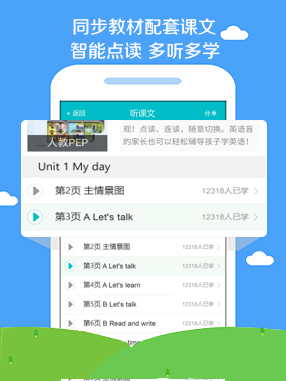 同步教材配套课文
智能点读 多听多学
< 返回
听课文
分享
观！点读、连读，随意切换。英语盲
的家长也可以轻松辅导孩子学英语！
人教PEP
Unit 1 My day
第2页 主情景图
12318人已学
第3页 A Let's talk
12318人已学
第2页 主情景图
12318人已学
第3页 A Let's talk
12318人已学
第4页 A Let's learn
12318人已学
第5页 B Let's talk
12318人已学
第6页 B Read and write
12318人已学
time